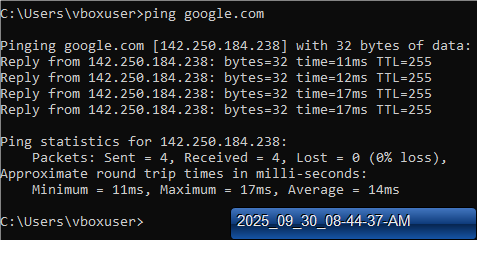 C:\Users\vboxuser>ping google.com
Pinging google.com [142.250.184.238] with 32 bytes of data:
Reply from 142.250.184.238: bytes=32 time=11ms TTL=255
Reply from 142.250.184.238: bytes=32 time=12ms TTL=255
Reply from 142.250.184.238: bytes=32 time=17ms TTL=255
Reply from 142.250.184.238: bytes=32 time=17ms TTL=255
Ping statistics for 142.250.184.238:
    Packets: Sent = 4, Received = 4, Lost = 0 (0% loss),
Approximate round trip times in milli-seconds:
    Minimum = 11ms, Maximum = 17ms, Average = 14ms
C:\Users\vboxuser>
2025_09_30_08-44-37-AM